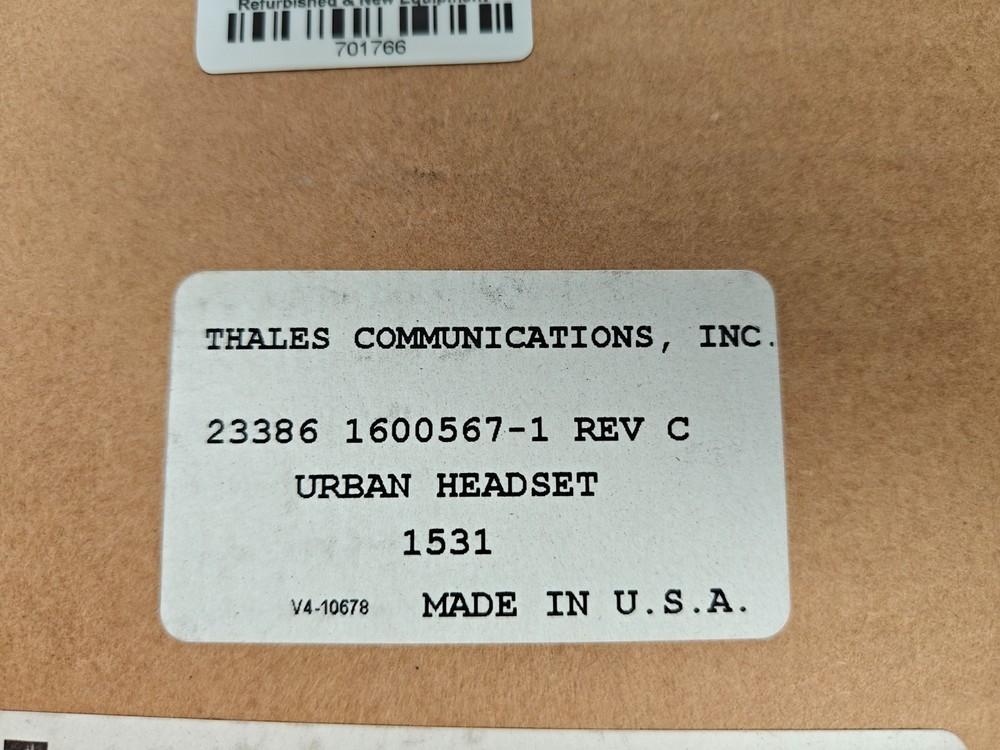 Refurbished & New Equipment
701766
THALES COMMUNICATIONS, INC.
23386 1600567-1 REV C
URBAN HEADSET
1531
V4-10678 MADE IN U.S.A.